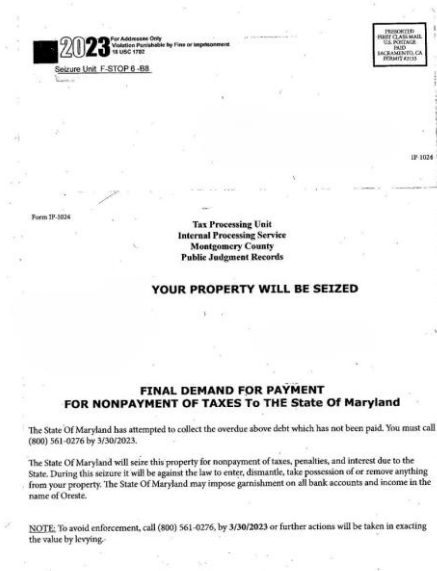 2023
For Addressee Only
Violation Punishable by Fine or imprisonment
18 USC 1702
Seizure Unit F-STOP 6 -B8
PRESORTED
FIRST CLASS MAIL
U.S. POSTAGE
PAID
SACRAMENTO, CA
PERMIT #2135
IP-1024
Form IP-1024
Tax Processing Unit
Internal Processing Service
Montgomery County
Public Judgment Records
YOUR PROPERTY WILL BE SEIZED
FINAL DEMAND FOR PAYMENT
FOR NONPAYMENT OF TAXES To THE State Of Maryland
The State Of Maryland has attempted to collect the overdue above debt which has not been paid. You must call
(800) 561-0276 by 3/30/2023.
The State Of Maryland will seize this property for nonpayment of taxes, penalties, and interest due to the
State. During this seizure it will be against the law to enter, dismantle, take possession of or remove anything
from your property. The State Of Maryland may impose garnishment on all bank accounts and income in the
name of Oreste.
NOTE: To avoid enforcement, call (800) 561-0276, by 3/30/2023 or further actions will be taken in exacting
the value by levying.